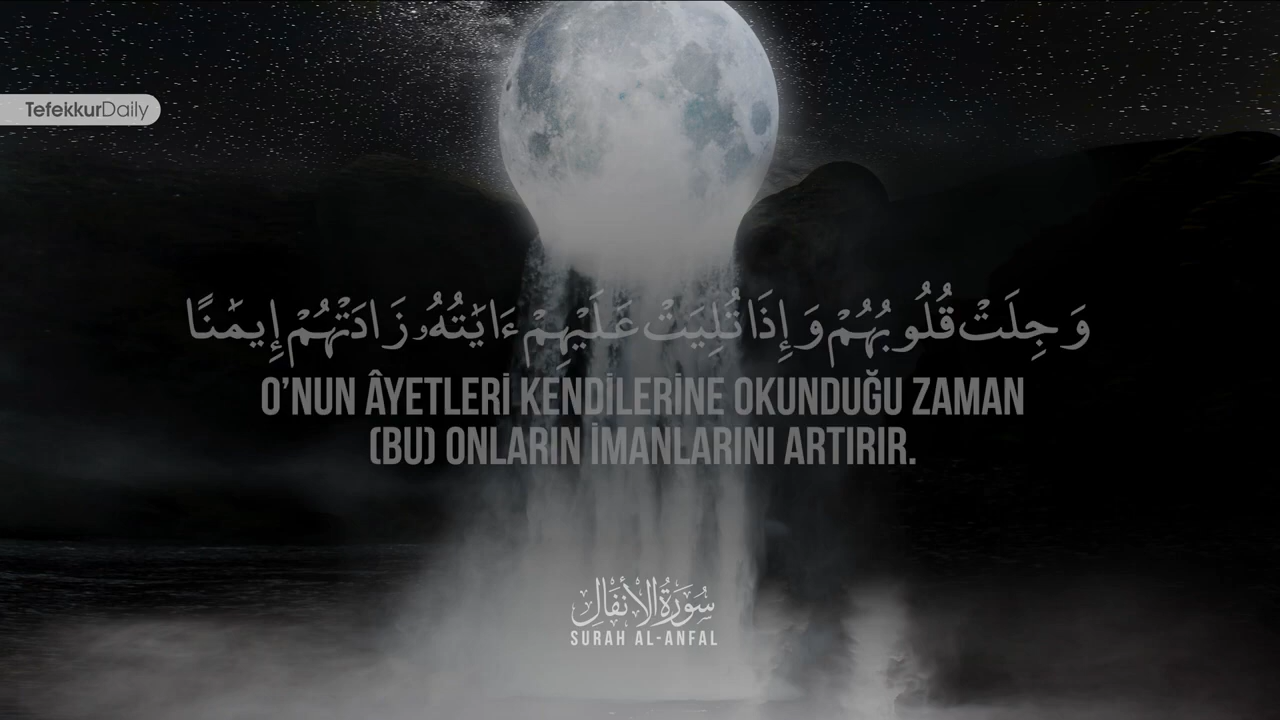 TefekkurDaily
وَجِلَتْ قُلُوبُهُمْ وَإِذَا تُلِيَتْ عَلَيْهِمْ ءَايَـٰتُهُۥ زَادَتْهُمْ إِيمَـٰنًا
O’NUN ÂYETLERİ KENDİLERİNE OKUNDUĞU ZAMAN
(BU) ONLARIN İMANLARINI ARTIRIR.
سُورَةُ الأَنفَالِ
SURAH AL-ANFAL